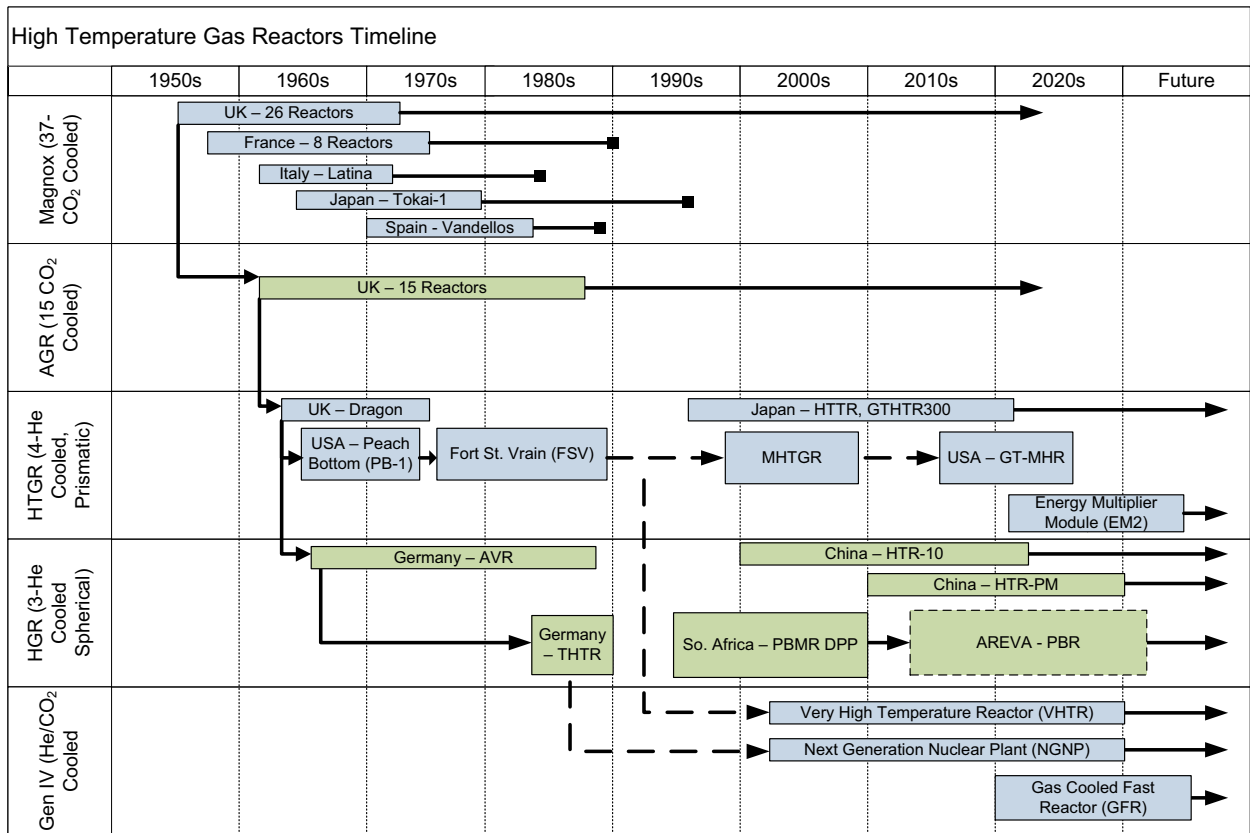 High Temperature Gas Reactors Timeline
1950s 1960s 1970s 1980s 1990s 2000s 2010s 2020s Future
Magnox (37-
CO₂ Cooled)
UK – 26 Reactors
France – 8 Reactors
Italy – Latina
Japan – Tokai-1
Spain - Vandellos
AGR (15 CO₂
Cooled)
UK – 15 Reactors
HTGR (4-He
Cooled,
Prismatic)
UK – Dragon
Japan – HTTR, GTHTR300
USA – Peach
Bottom (PB-1)
Fort St. Vrain (FSV)
MHTGR
USA – GT-MHR
Energy Multiplier
Module (EM2)
HGR (3-He
Cooled
Spherical)
Germany – AVR
China – HTR-10
China – HTR-PM
Germany
– THTR
So. Africa – PBMR DPP
AREVA - PBR
Gen IV (He/CO₂
Cooled
Very High Temperature Reactor (VHTR)
Next Generation Nuclear Plant (NGNP)
Gas Cooled Fast
Reactor (GFR)